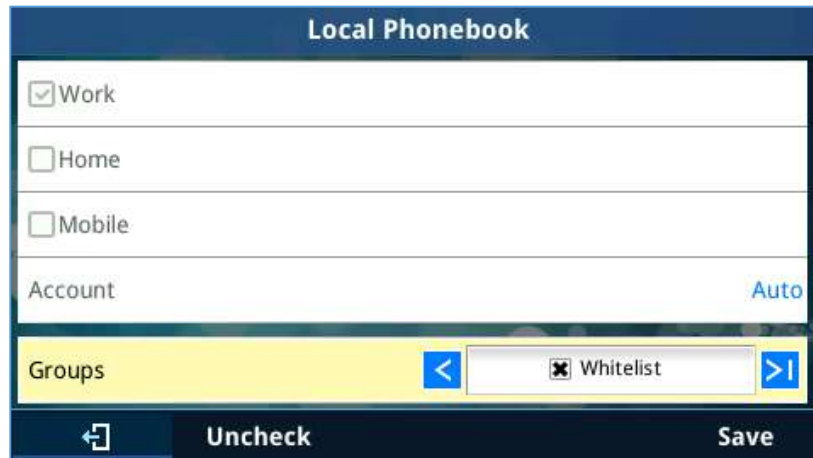 Local Phonebook
Work
Home
Mobile
Account Auto
Groups < Whitelist >|
Uncheck Save